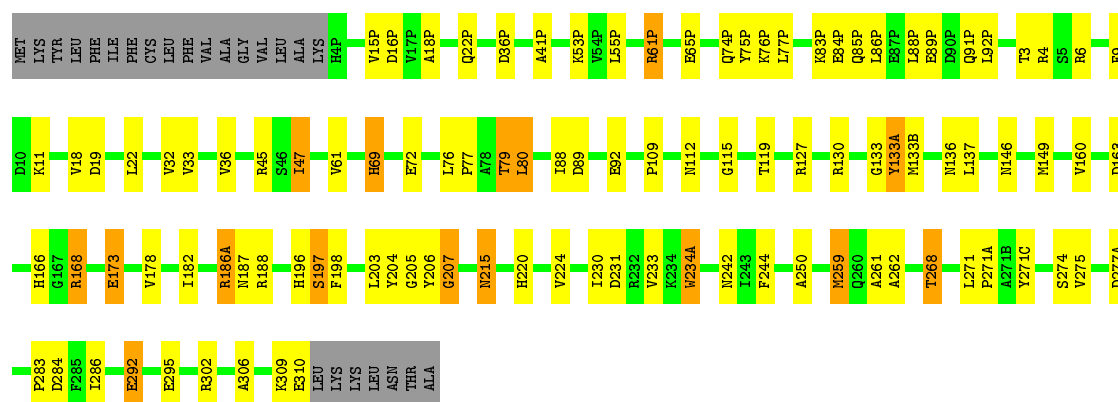 MET LYS TYR LEU PHE ILE PHE CYS LEU PHE VAL ALA GLY VAL LEU ALA LYS H4P V15P D16P V17P A18P Q22P D36P A41P K53P V54P L55P R61P E65P Q74P Y75P K76P L77P K83P E84P Q85P L86P E87P L88P E89P D90P Q91P L92P T3 R4 S5 R6
D10 K11 V18 D19 L22 V32 V33 V36 R45 S46 I47 V61 H69 E72 L76 P77 A78 T79 L80 I88 D89 E92 P109 N112 G115 T119 R127 R130 G133 Y133A M133B N136 L137 N146 M149 V160 D163
H166 G167 R168 E173 V178 I182 R186A N187 R188 H196 S197 F198 L203 Y204 G205 Y206 G207 N215 H220 V224 I230 D231 R232 V233 K234 W234A N242 I243 F244 A250 M259 Q260 A261 A262 T268 L271 P271A A271B Y271C S274 V275
P283 D284 F285 I286 E292 E295 R302 A306 K309 E310 LEU LYS LYS LEU ASN THR ALA